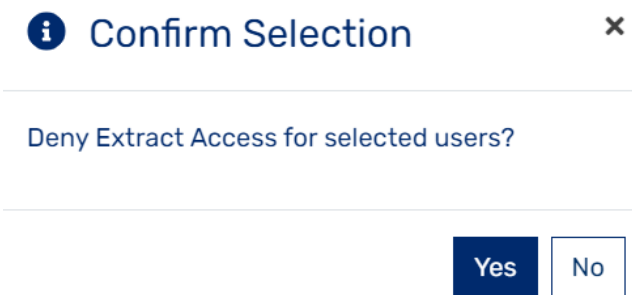 Confirm Selection
Deny Extract Access for selected users?
Yes No